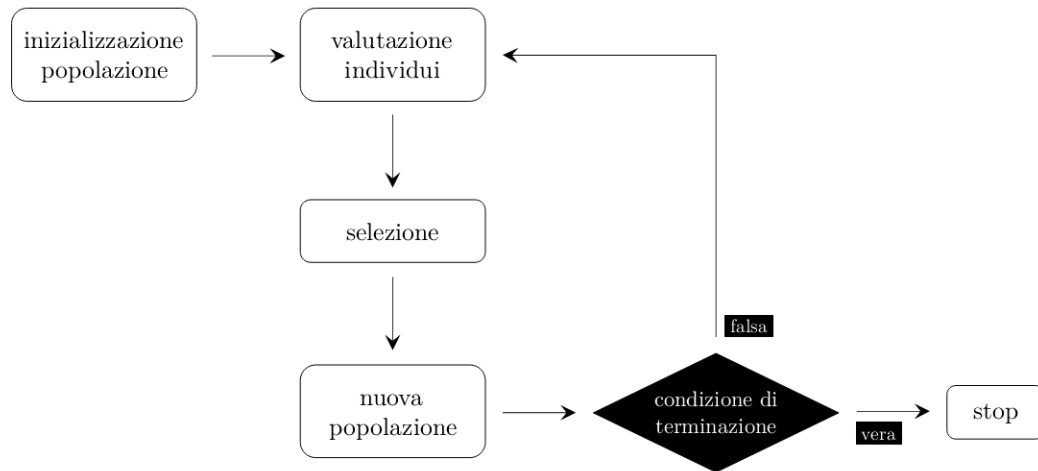 inizializzazione
popolazione
valutazione
individui
selezione
nuova
popolazione
falsa
condizione di
terminazione
vera
stop